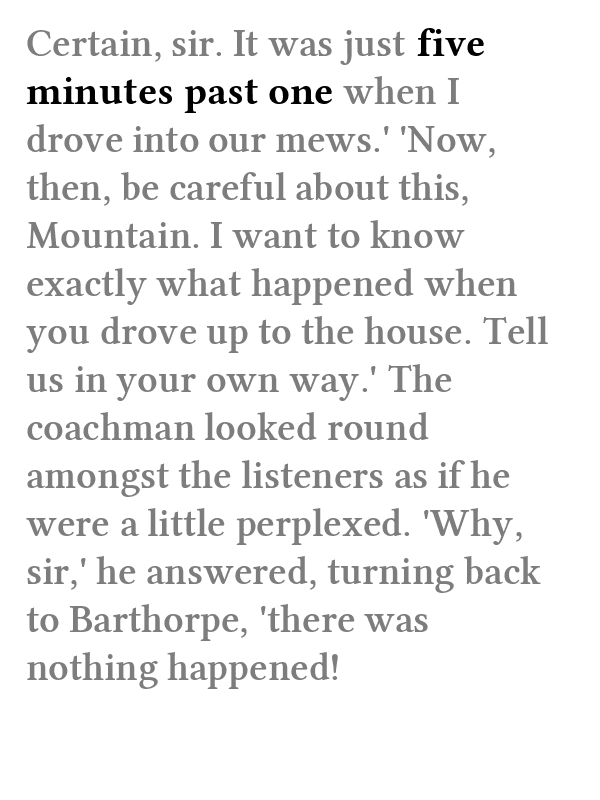 Certain, sir. It was just five
minutes past one when I
drove into our mews.' 'Now,
then, be careful about this,
Mountain. I want to know
exactly what happened when
you drove up to the house. Tell
us in your own way.' The
coachman looked round
amongst the listeners as if he
were a little perplexed. 'Why,
sir,' he answered, turning back
to Barthorpe, 'there was
nothing happened!